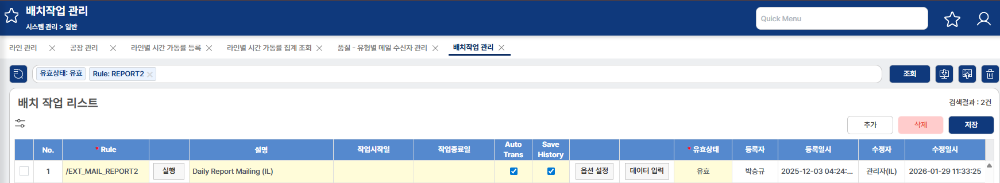 배치작업 관리
시스템 관리 > 일반
Quick Menu
라인 관리 공장 관리 라인별 시간 가동률 등록 라인별 시간 가동률 집계 조회 품질 - 유형별 메일 수신자 관리 배치작업 관리
유효상태: 유효 Rule: REPORT2 조회
배치 작업 리스트
검색결과 : 2건
추가 삭제 저장
No. * Rule 설명 작업시작일 작업종료일 Auto Trans Save History * 유효상태 등록자 등록일시 수정자 수정일시
1 /EXT_MAIL_REPORT2 실행 Daily Report Mailing (IL) 옵션 설정 데이터 입력 유효 박승규 2025-12-03 04:24:... 관리자(IL) 2026-01-29 11:33:25